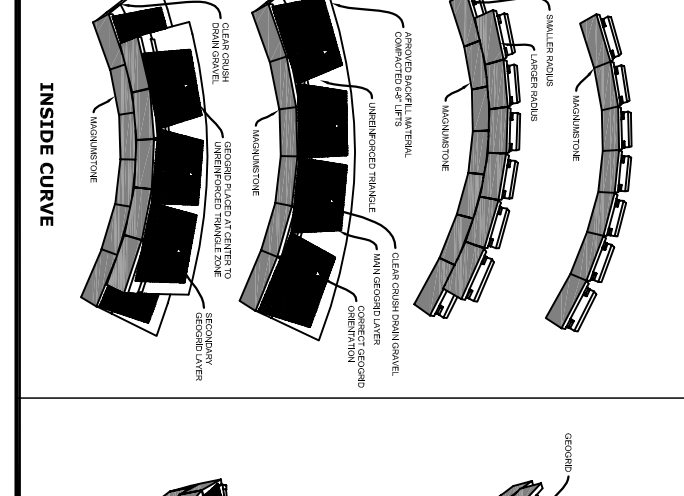 SMALLER RADIUS
LARGER RADIUS
MAGNUMSTONE
MAGNUMSTONE
APROVED BACKFILL MATERIAL
COMPACTED 6-8" LIFTS
UNREINFORCED TRIANGLE
CLEAR CRUSH DRAIN GRAVEL
MAIN GEOGRID LAYER
CORRECT GEOGRID
ORIENTATION
MAGNUMSTONE
CLEAR CRUSH
DRAIN GRAVEL
GEOGRID PLACED AT CENTER TO
UNREINFORCED TRIANGLE ZONE
SECONDARY
GEOGRID LAYER
MAGNUMSTONE
INSIDE CURVE
GEOGRID